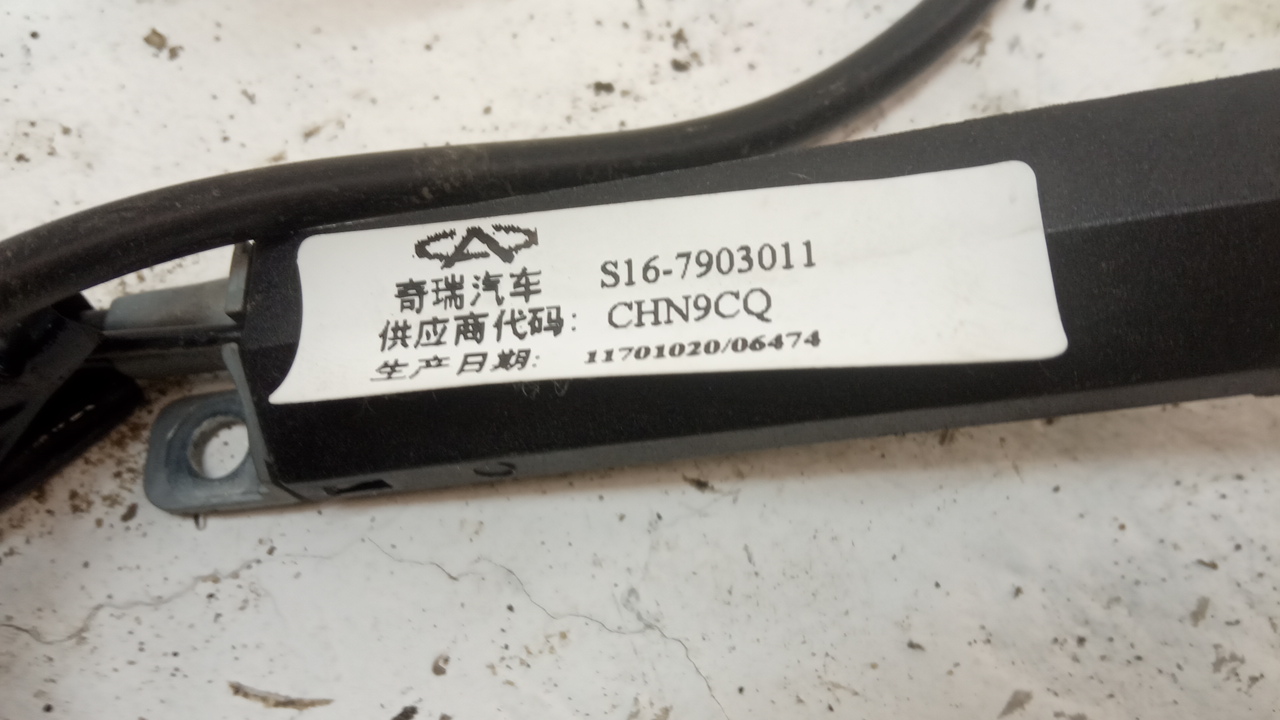 奇瑞汽车 S16-7903011
供应商代码: CHN9CQ
生产日期: 11701020/06474